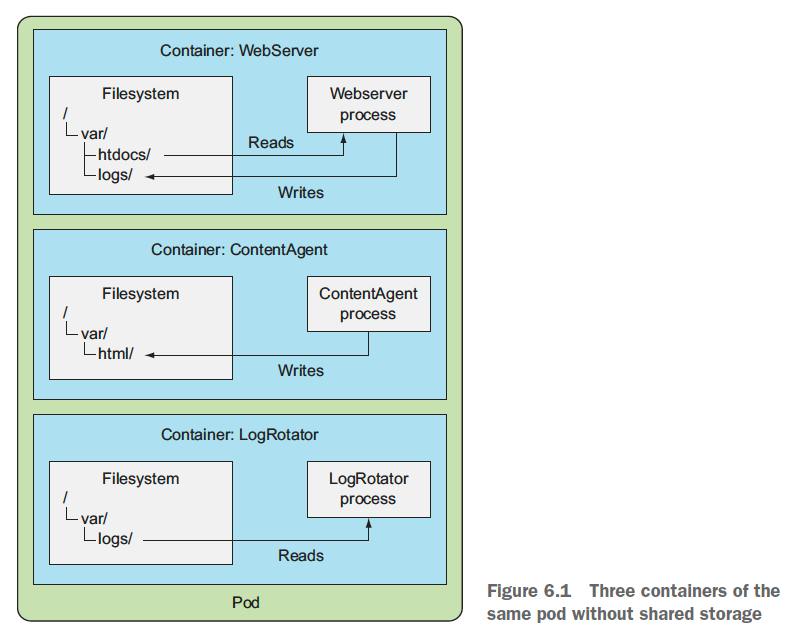 Container: WebServer
Filesystem
/
var/
htdocs/
logs/
Webserver
process
Reads
Writes
Container: ContentAgent
Filesystem
/
var/
html/
ContentAgent
process
Writes
Container: LogRotator
Filesystem
/
var/
logs/
LogRotator
process
Reads
Pod
Figure 6.1 Three containers of the
same pod without shared storage